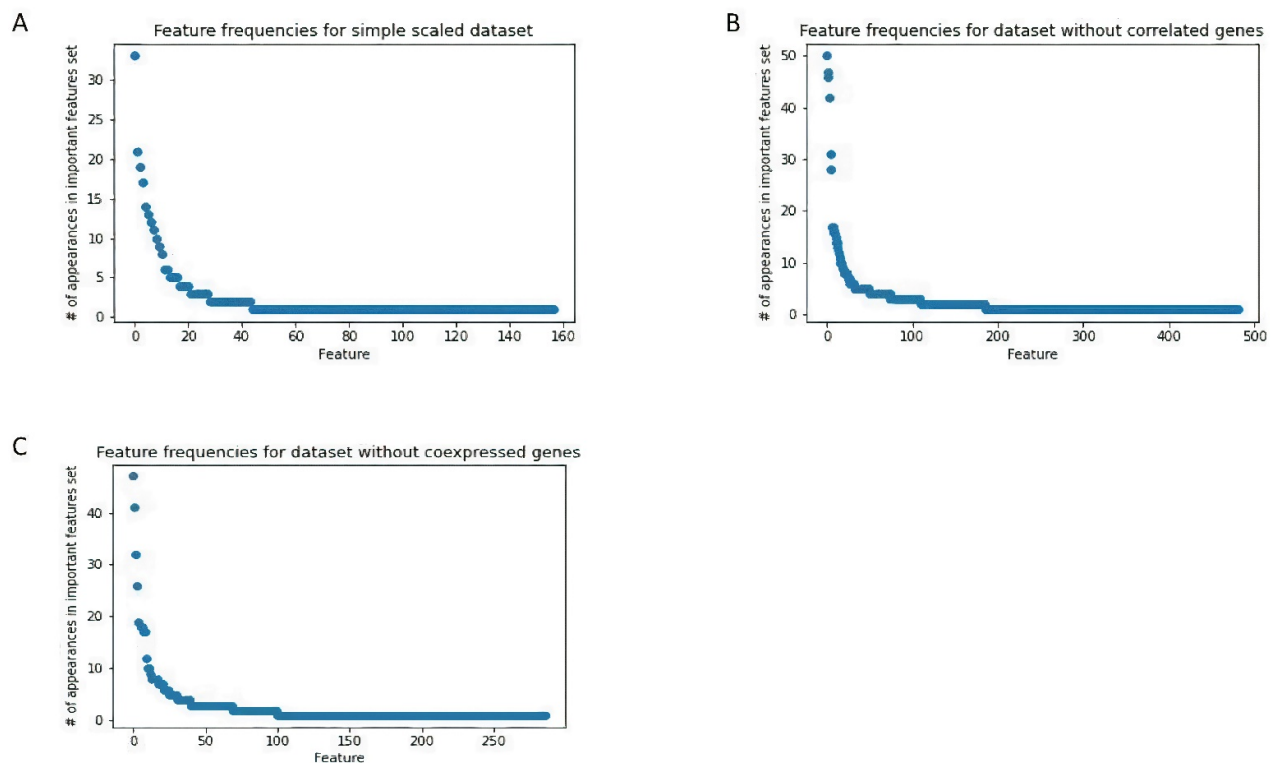 A
Feature frequencies for simple scaled dataset
# of appearances in important features set
30
25
20
15
10
5
0
0 20 40 60 80 100 120 140 160
Feature
B
Feature frequencies for dataset without correlated genes
# of appearances in important features set
50
40
30
20
10
0
0 100 200 300 400 500
Feature
C
Feature frequencies for dataset without coexpressed genes
# of appearances in important features set
40
30
20
10
0
0 50 100 150 200 250
Feature